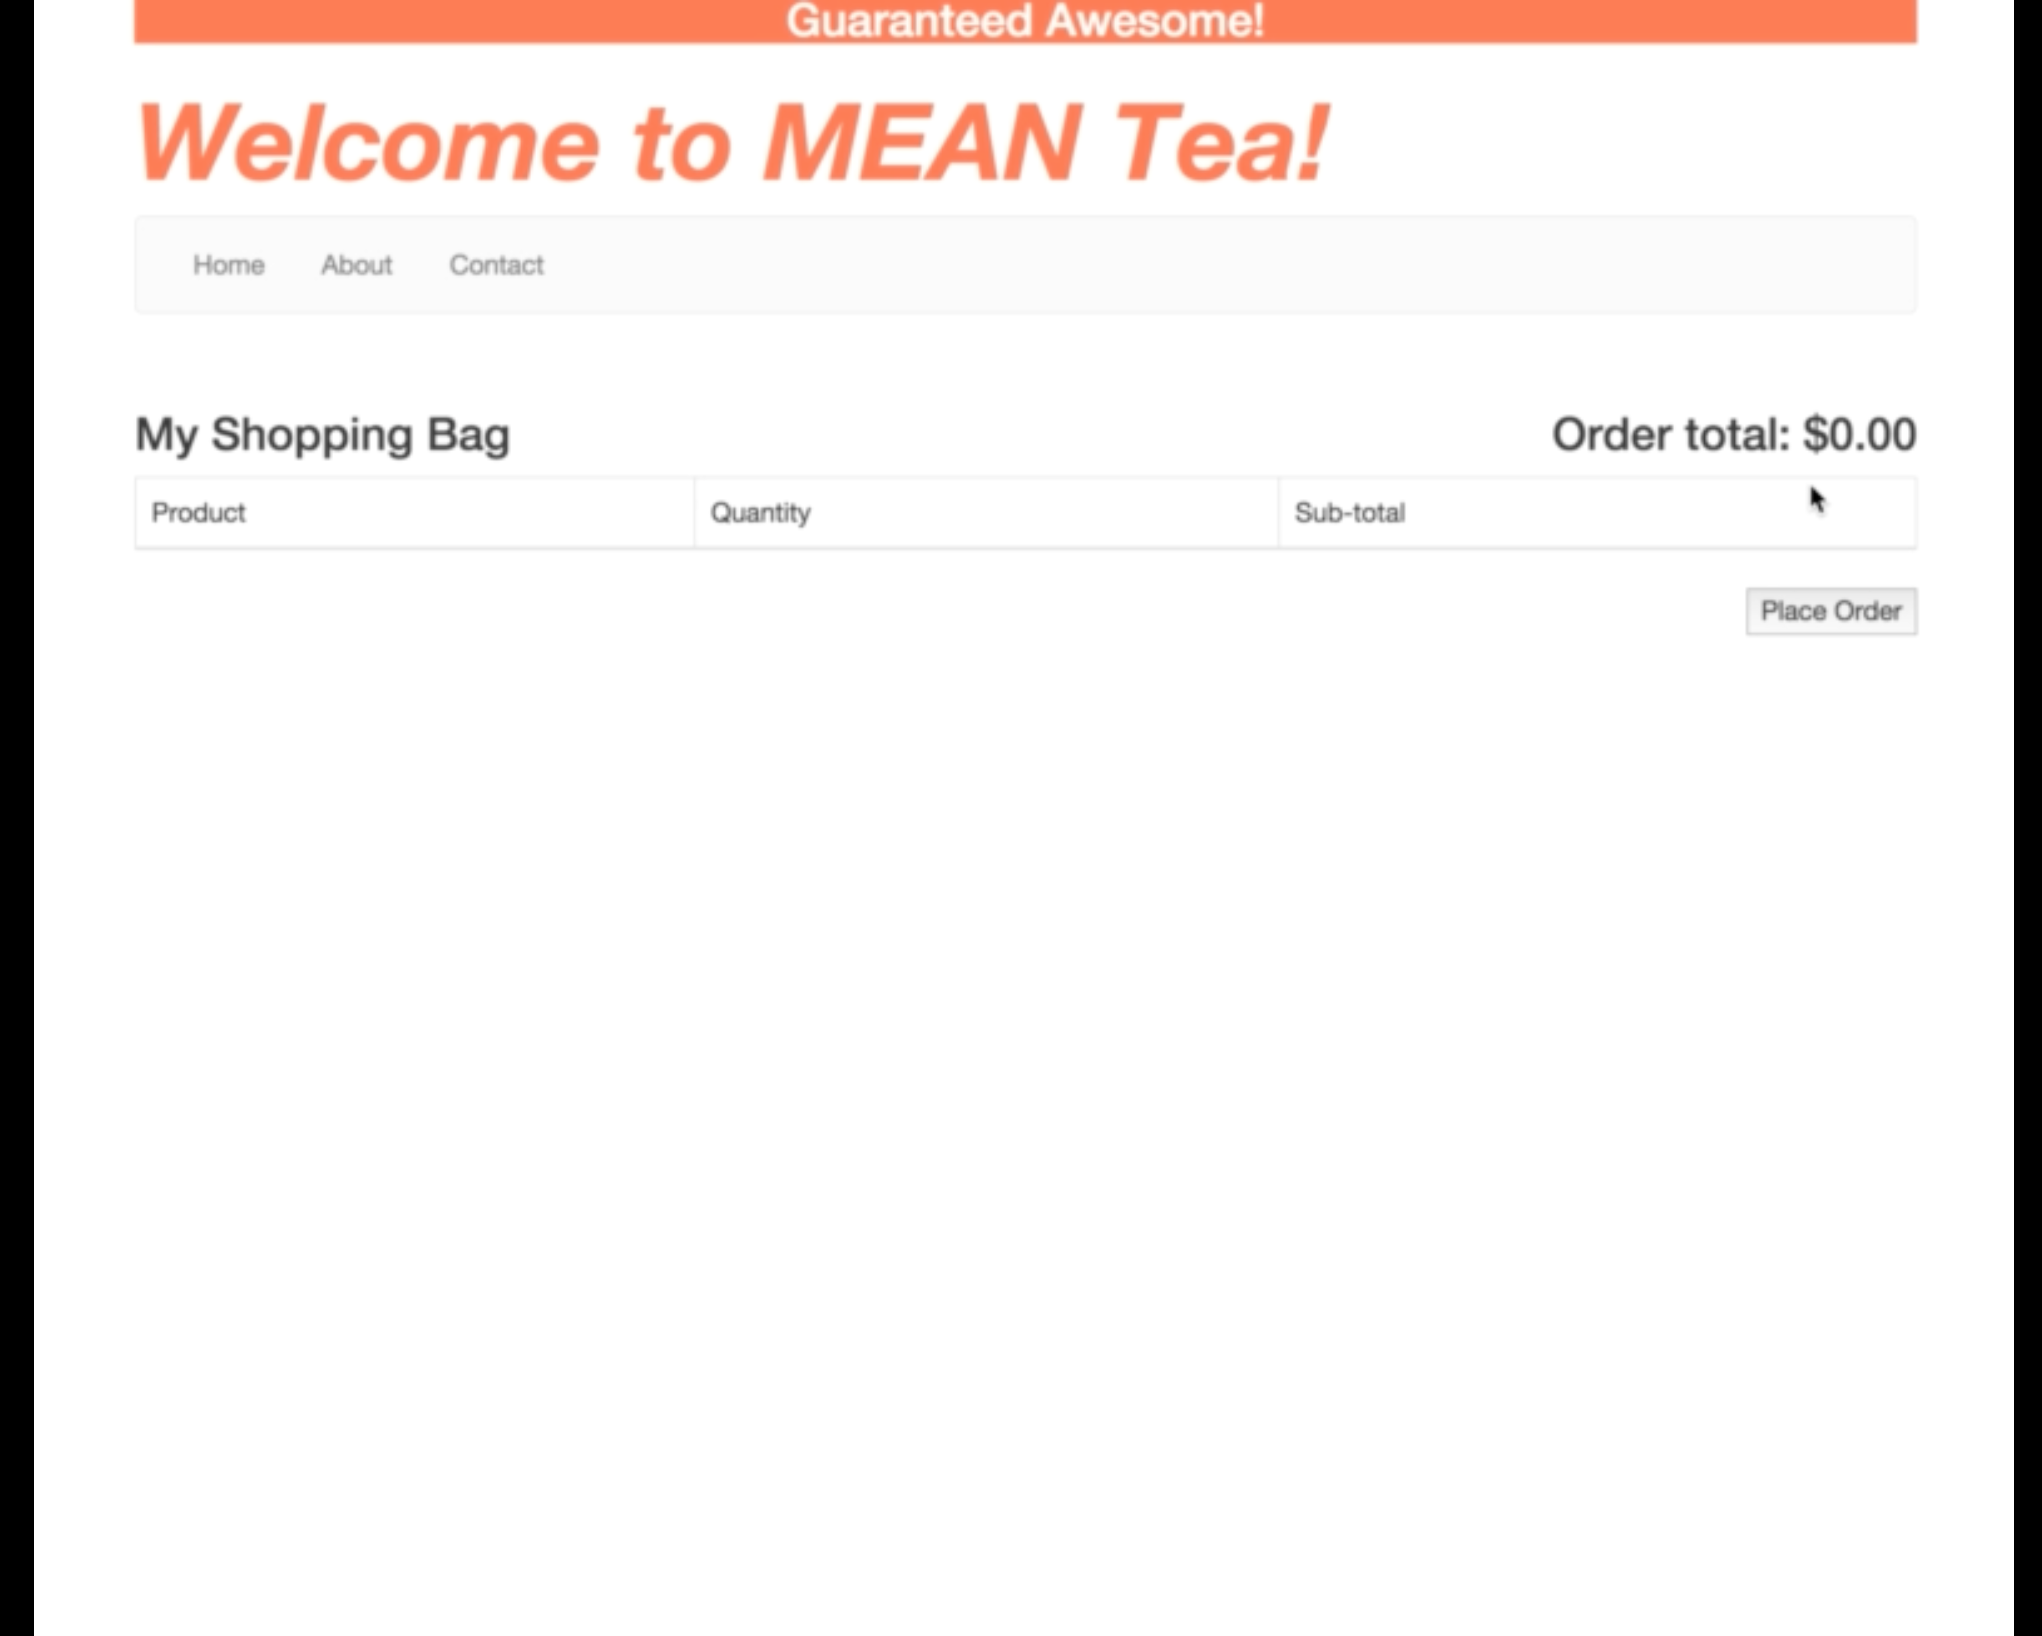 Guaranteed Awesome!
Welcome to MEAN Tea!
Home About Contact
My Shopping Bag Order total: $0.00
Product Quantity Sub-total
Place Order